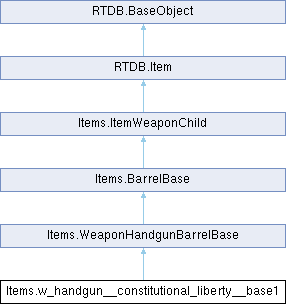 RTDB.BaseObject
RTDB.Item
Items.ItemWeaponChild
Items.BarrelBase
Items.WeaponHandgunBarrelBase
Items.w_handgun__constitutional_liberty__base1